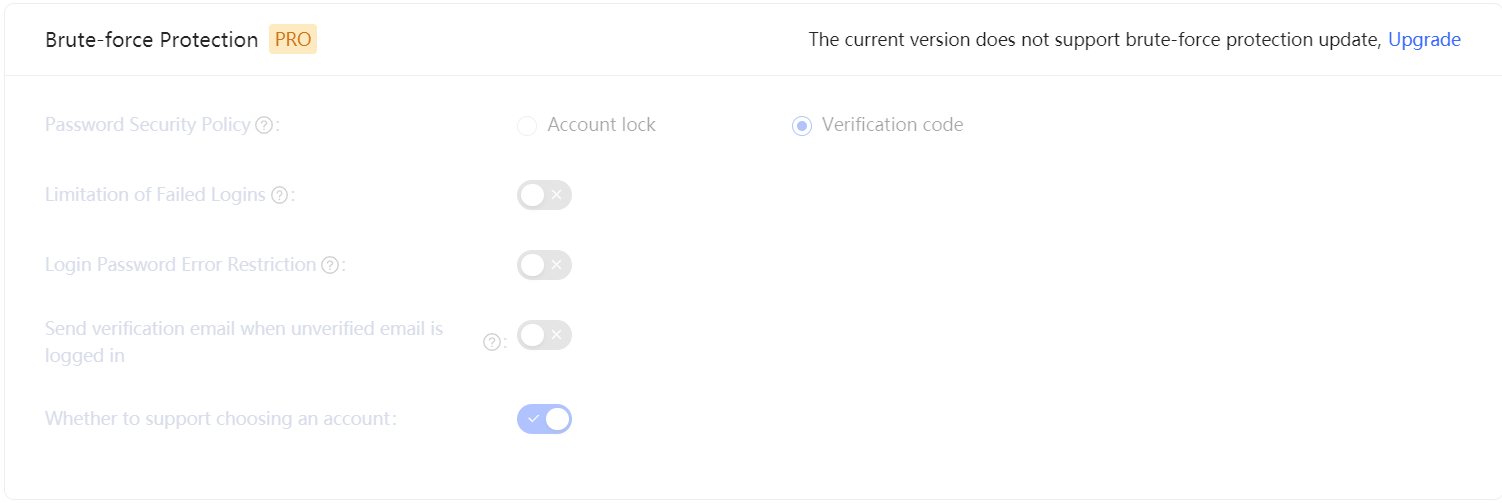 Brute-force Protection PRO The current version does not support brute-force protection update, Upgrade
Password Security Policy ? : Account lock Verification code
Limitation of Failed Logins ? :
Login Password Error Restriction ? :
Send verification email when unverified email is
logged in ? :
Whether to support choosing an account: